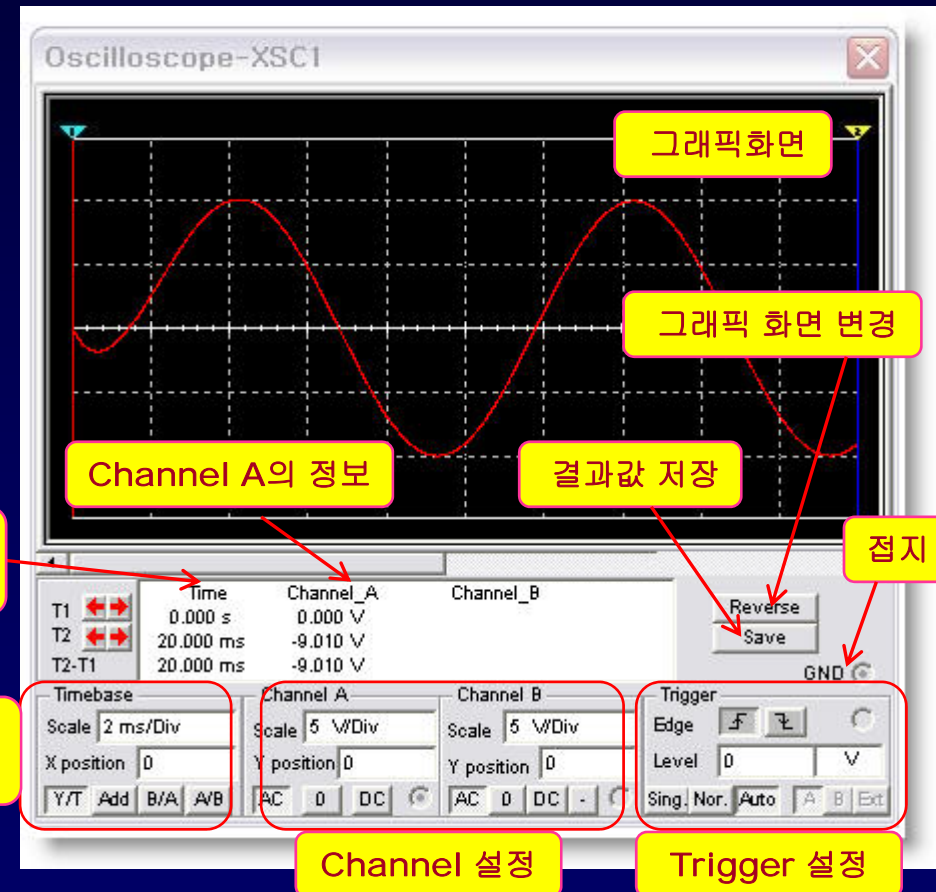 Oscilloscope-XSC1
1
2
그래픽화면
그래픽 화면 변경
Channel A의 정보
결과값 저장
접지
Time Channel_A Channel_B
T1 0.000 s 0.000 V
T2 20.000 ms -9.010 V
T2-T1 20.000 ms -9.010 V
Reverse
Save
GND
Timebase
Scale 2 ms/Div
X position 0
Y/T Add B/A A/B
Channel A
Scale 5 V/Div
Y position 0
AC 0 DC
Channel B
Scale 5 V/Div
Y position 0
AC 0 DC -
Trigger
Edge
Level 0 V
Sing. Nor. Auto A B Ext
Channel 설정
Trigger 설정